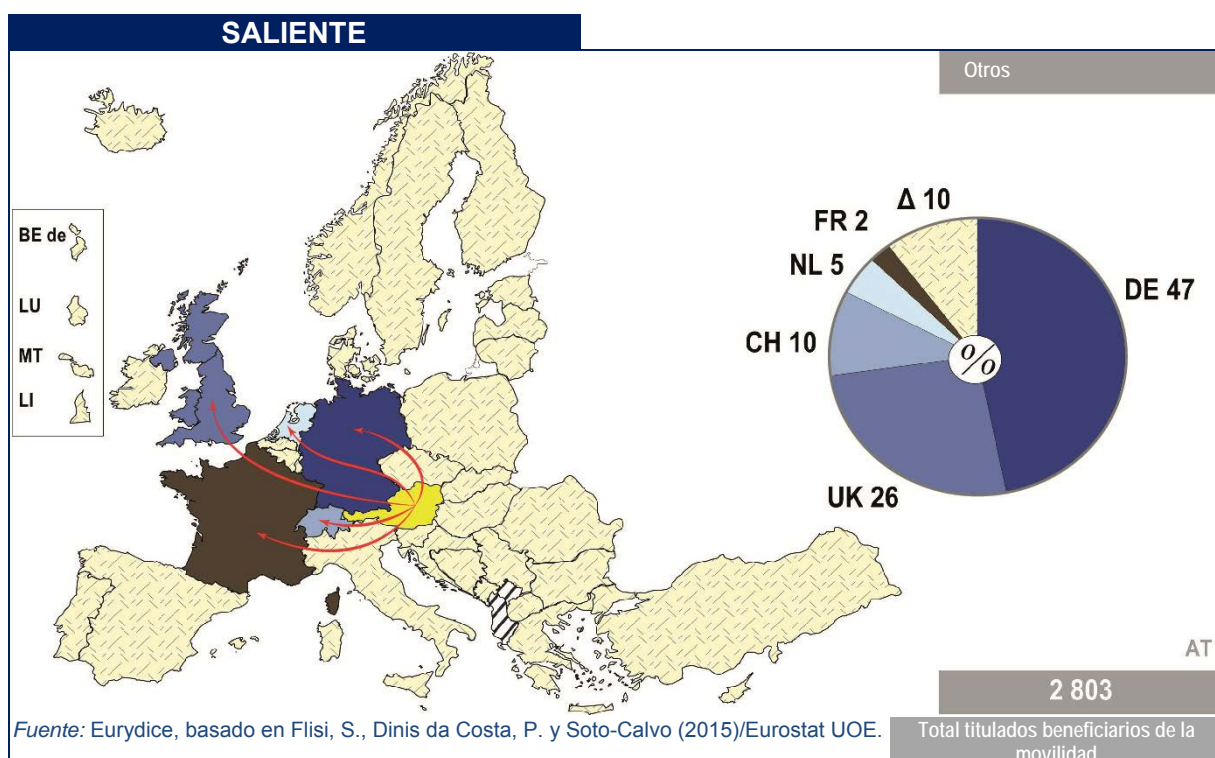 SALIENTE
Otros
BE de
LU
MT
LI
Δ 10
FR 2
NL 5
CH 10
DE 47
UK 26
%
AT
2 803
Fuente: Eurydice, basado en Flisi, S., Dinis da Costa, P. y Soto-Calvo (2015)/Eurostat UOE.
Total titulados beneficiarios de la
movilidad